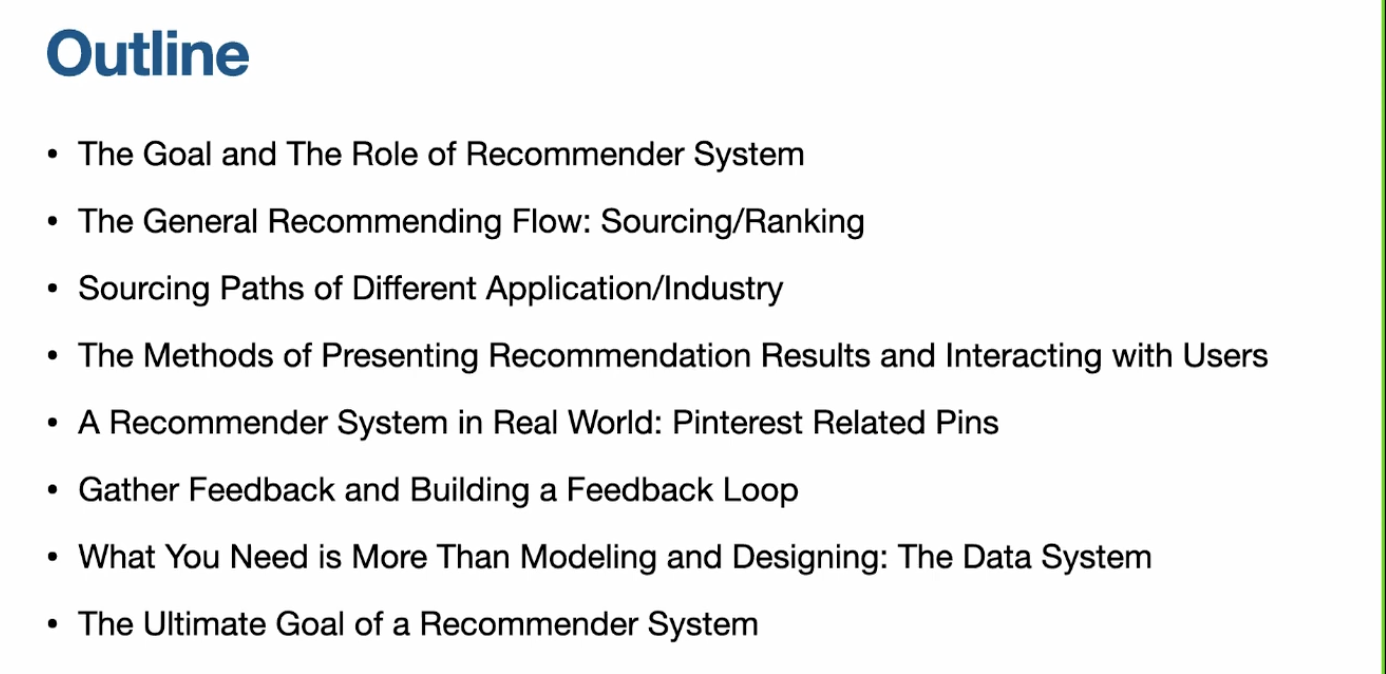 Outline
• The Goal and The Role of Recommender System
• The General Recommending Flow: Sourcing/Ranking
• Sourcing Paths of Different Application/Industry
• The Methods of Presenting Recommendation Results and Interacting with Users
• A Recommender System in Real World: Pinterest Related Pins
• Gather Feedback and Building a Feedback Loop
• What You Need is More Than Modeling and Designing: The Data System
• The Ultimate Goal of a Recommender System